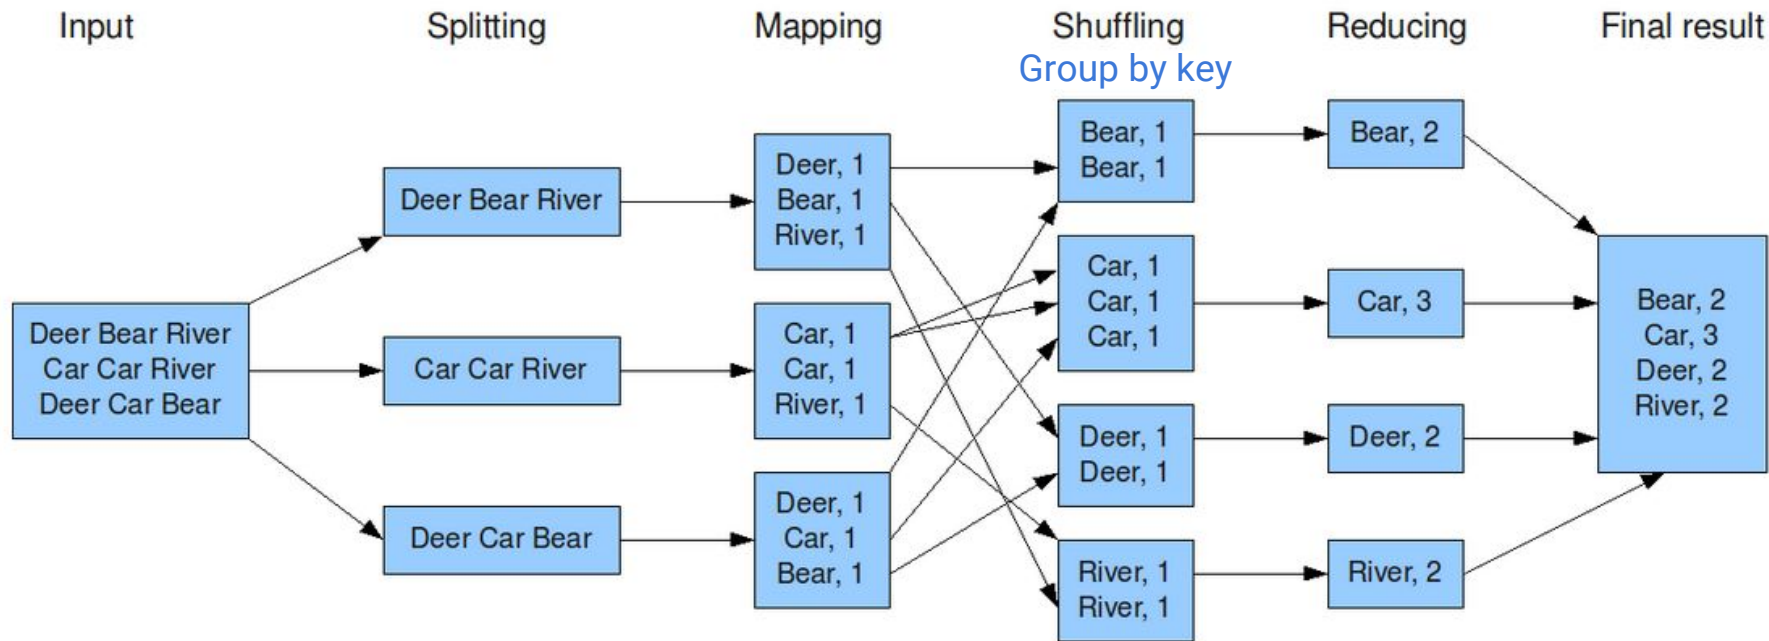 Input
Splitting
Mapping
Shuffling
Reducing
Final result
Group by key
Deer Bear River
Car Car River
Deer Car Bear
Deer Bear River
Car Car River
Deer Car Bear
Deer, 1
Bear, 1
River, 1
Car, 1
Car, 1
River, 1
Deer, 1
Car, 1
Bear, 1
Bear, 1
Bear, 1
Car, 1
Car, 1
Car, 1
Deer, 1
Deer, 1
River, 1
River, 1
Bear, 2
Car, 3
Deer, 2
River, 2
Bear, 2
Car, 3
Deer, 2
River, 2